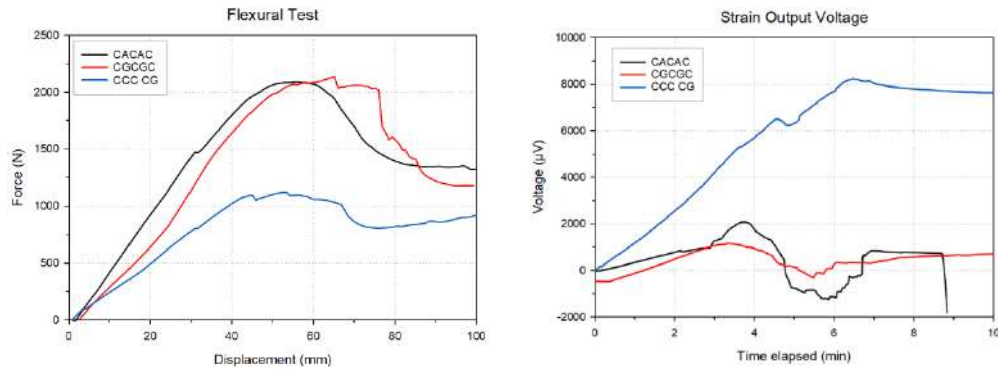 Flexural Test
2500
2000
1500
1000
500
0
0
20
40
60
80
100
Force (N)
Displacement (mm)
CACAC
CGCGC
CCC CG
Strain Output Voltage
10000
8000
6000
4000
2000
0
-2000
0
2
4
6
8
10
Voltage (µV)
Time elapsed (min)
CACAC
CGCGC
CCC CG